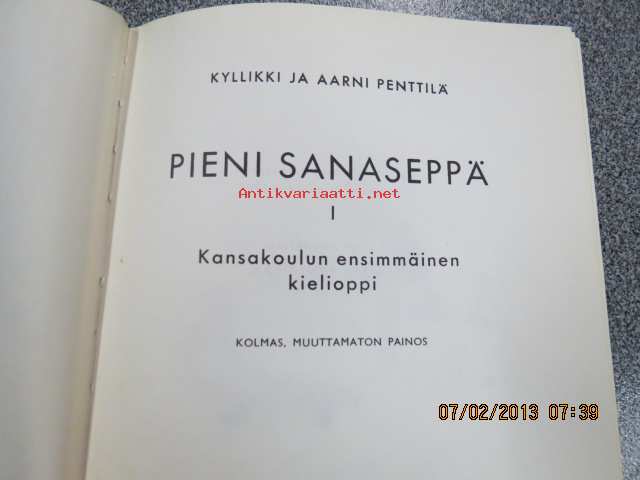 KYLLIKKI JA AARNI PENTTILÄ
PIENI SANASEPPÄ
Antikvariaatti.net
I
Kansakoulun ensimmäinen
kielioppi
KOLMAS, MUUTTAMATON PAINOS
07/02/2013 07:39